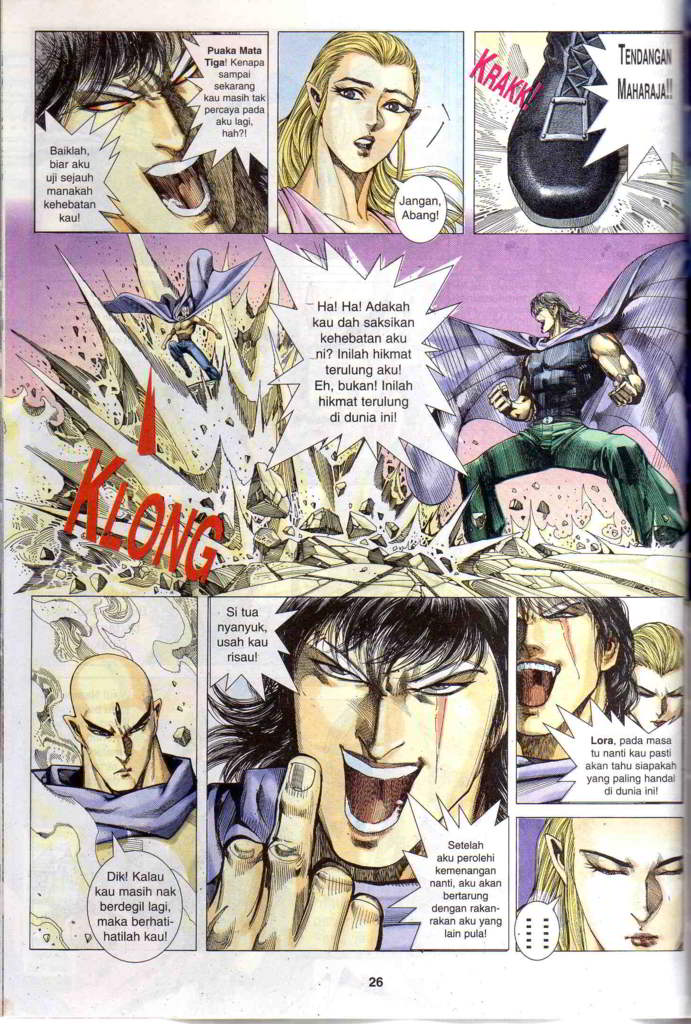 Puaka Mata
Tiga! Kenapa
sampai
sekarang
kau masih tak
percaya pada
aku lagi,
hah?!
Baiklah,
biar aku
uji sejauh
manakah
kehebatan
kau!
Jangan,
Abang!
KRAKK!
TENDANGAN
MAHARAJA!!
Ha! Ha! Adakah
kau dah saksikan
kehebatan aku
ni? Inilah hikmat
terulung aku!
Eh, bukan! Inilah
hikmat terulung
di dunia ini!
KLONG
Dik! Kalau
kau masih nak
berdegil lagi,
maka berhati-
hatilah kau!
Si tua
nyanyuk,
usah kau
risau!
Setelah
aku perolehi
kemenangan
nanti, aku akan
bertarung
dengan rakan-
rakan aku yang
lain pula!
Lora, pada masa
tu nanti kau pasti
akan tahu siapakah
yang paling handal
di dunia ini!
26